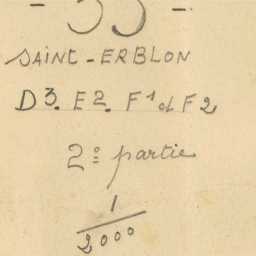 - 35 -
SAINT-ERBLON
D3. E2. F1 et F2
2e partie
1/2000